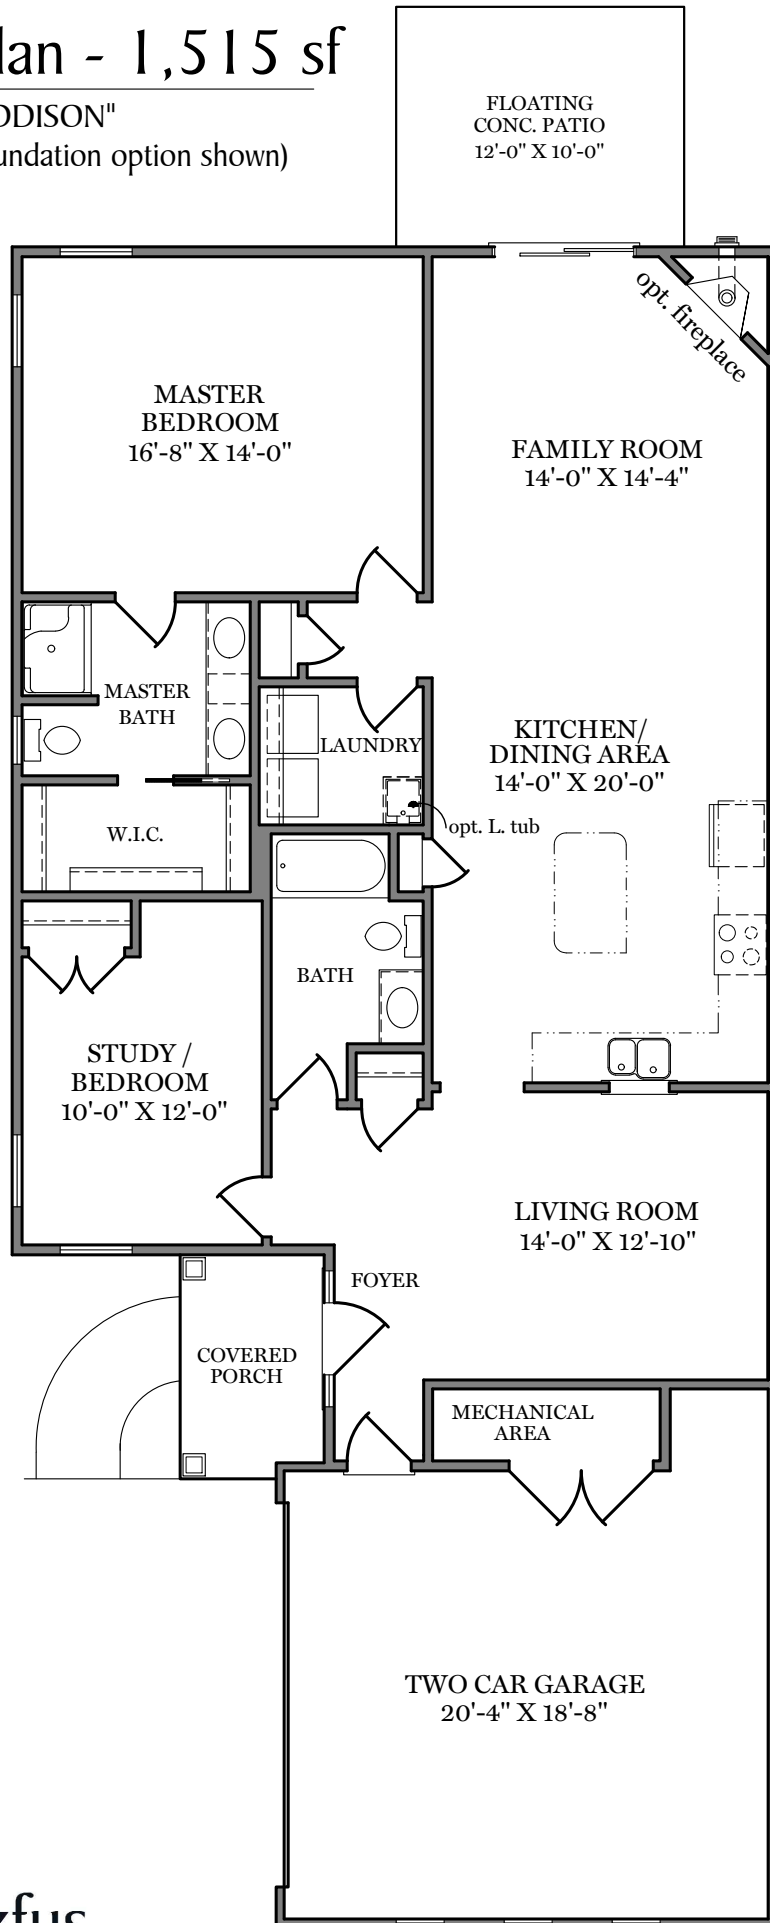 lan - 1,515 sf
DDISON"
undation option shown)
FLOATING
CONC. PATIO
12'-0" X 10'-0"
opt. fireplace
MASTER
BEDROOM
16'-8" X 14'-0"
FAMILY ROOM
14'-0" X 14'-4"
MASTER
BATH
LAUNDRY
KITCHEN/
DINING AREA
14'-0" X 20'-0"
opt. L. tub
W.I.C.
BATH
STUDY /
BEDROOM
10'-0" X 12'-0"
LIVING ROOM
14'-0" X 12'-10"
FOYER
COVERED
PORCH
MECHANICAL
AREA
TWO CAR GARAGE
20'-4" X 18'-8"